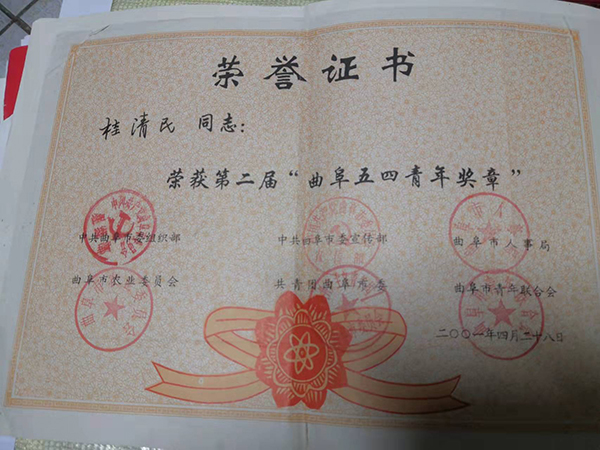 荣誉证书
桂清民 同志：
荣获第二届“曲阜五四青年奖章”
中共曲阜市委组织部 中共曲阜市委宣传部 曲阜市人事局
曲阜市农业委员会 共青团曲阜市委 曲阜市青年联合会
二〇〇一年四月二十八日